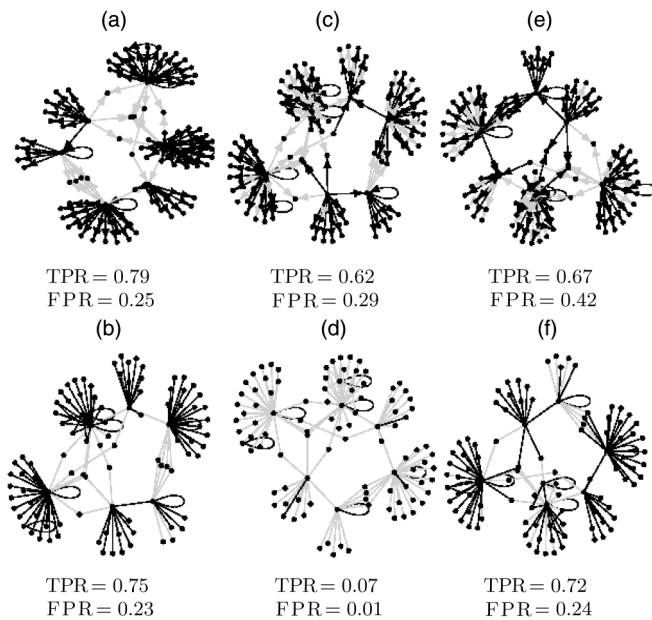 (a) (c) (e)
TPR = 0.79 TPR = 0.62 TPR = 0.67
FPR = 0.25 FPR = 0.29 FPR = 0.42
(b) (d) (f)
TPR = 0.75 TPR = 0.07 TPR = 0.72
FPR = 0.23 FPR = 0.01 FPR = 0.24